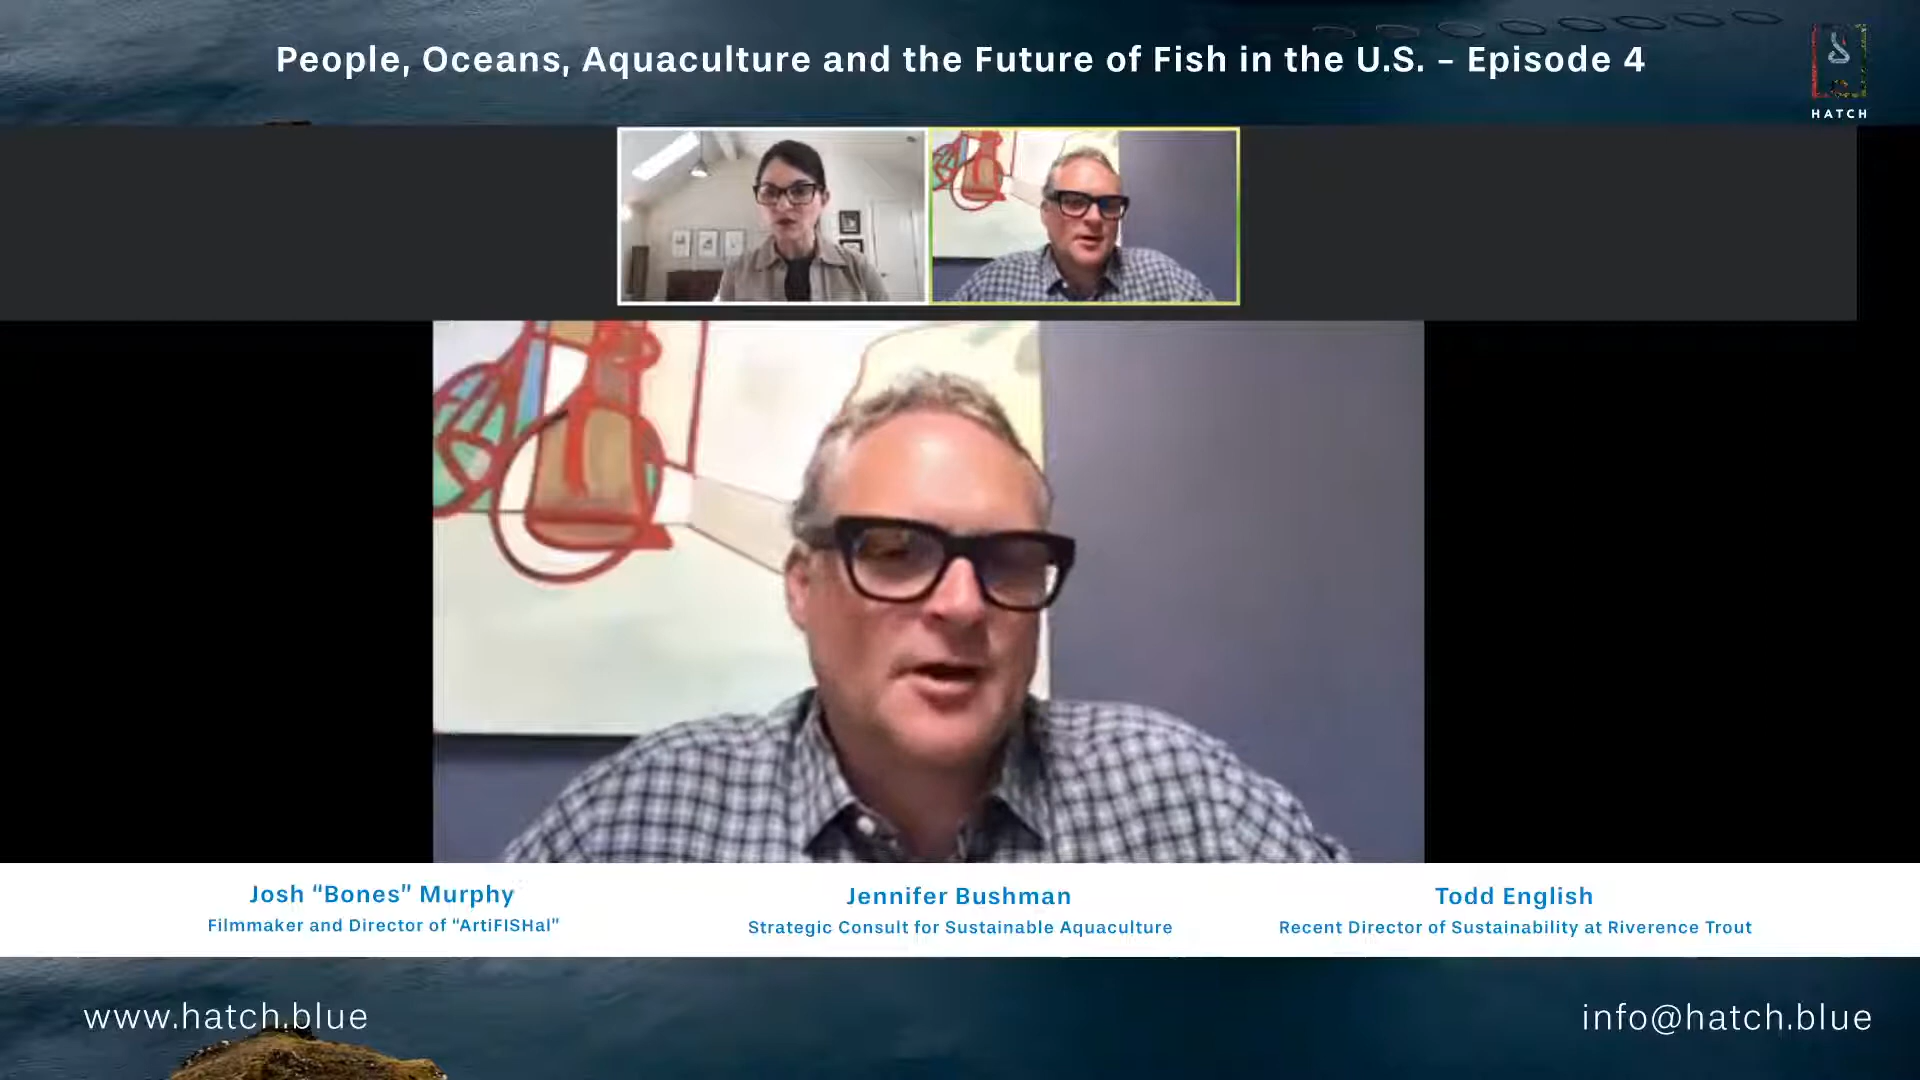 People, Oceans, Aquaculture and the Future of Fish in the U.S. – Episode 4
HATCH
Josh “Bones” Murphy
Filmmaker and Director of “ArtiFISHal”
Jennifer Bushman
Strategic Consult for Sustainable Aquaculture
Todd English
Recent Director of Sustainability at Riverence Trout
www.hatch.blue
info@hatch.blue